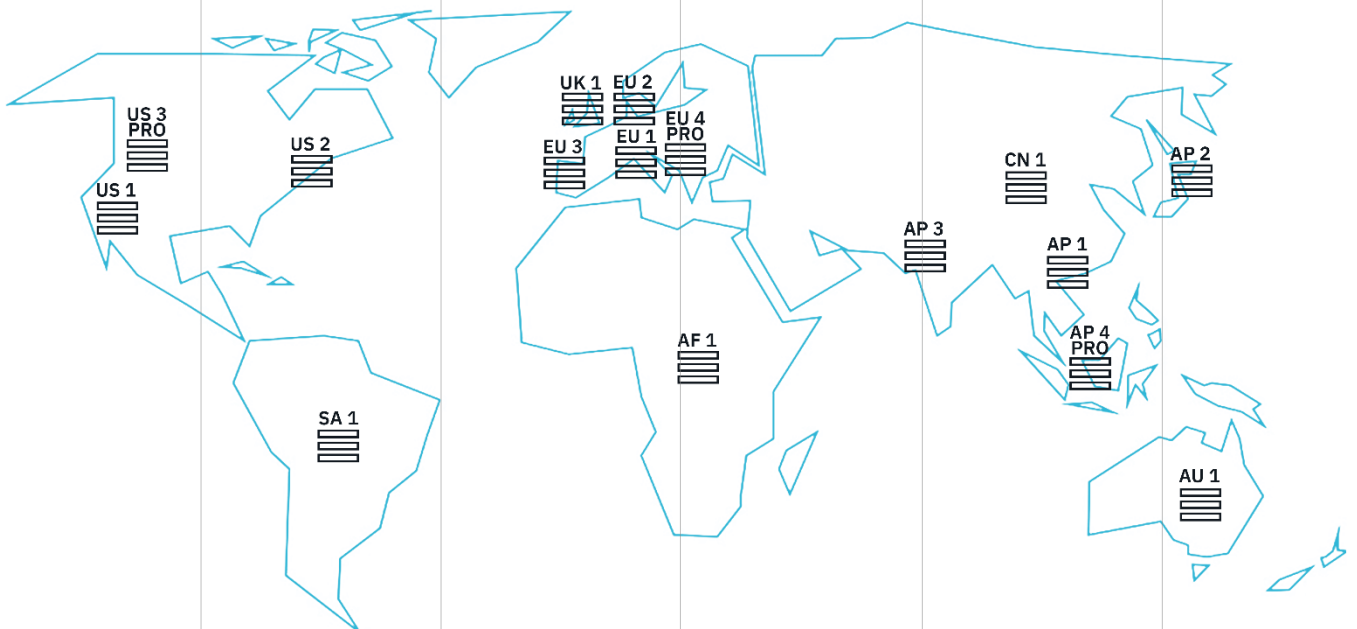 UK 1
EU 2
US 3
PRO
EU 4
PRO
US 2
EU 3
EU 1
AP 2
CN 1
US 1
AP 3
AP 1
AP 4
PRO
AF 1
SA 1
AU 1